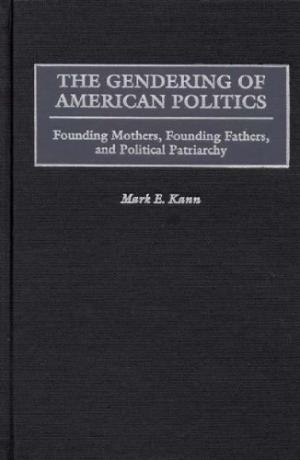 THE GENDERING OF
AMERICAN POLITICS
Founding Mothers, Founding Fathers,
and Political Patriarchy
Mark E. Kann